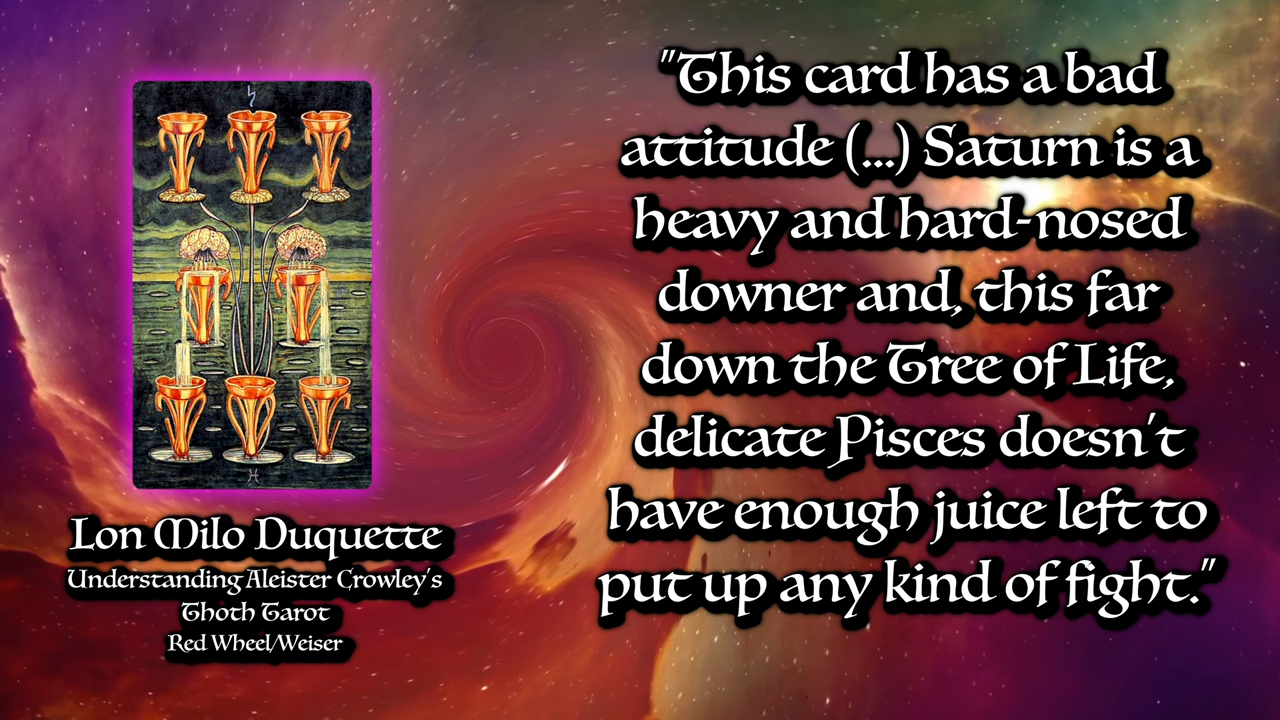 ♄
♓
Lon Milo Duquette
Understanding Aleister Crowley's
Thoth Tarot
Red Wheel/Weiser
"This card has a bad
attitude (...) Saturn is a
heavy and hard-nosed
downer and, this far
down the Tree of Life,
delicate Pisces doesn't
have enough juice left to
put up any kind of fight."